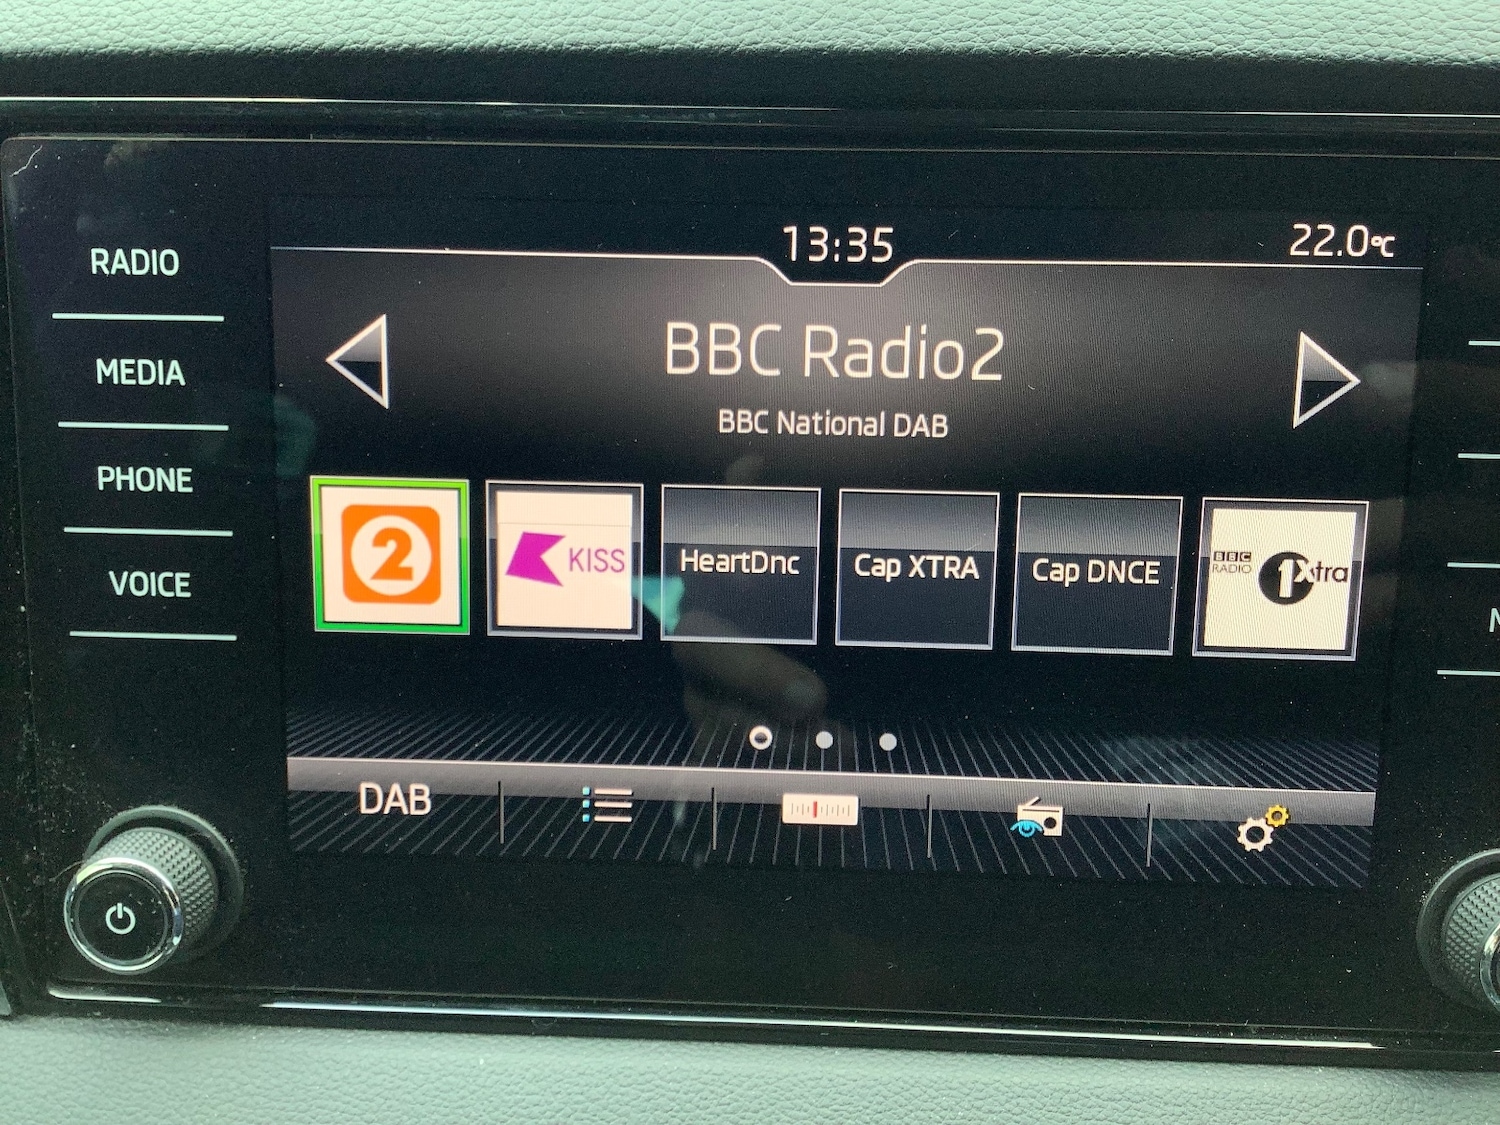 13:35
22.0°C
RADIO
MEDIA
PHONE
VOICE
BBC Radio2
BBC National DAB
2
KISS
HeartDnc
Cap XTRA
Cap DNCE
BBC
RADIO
1Xtra
DAB